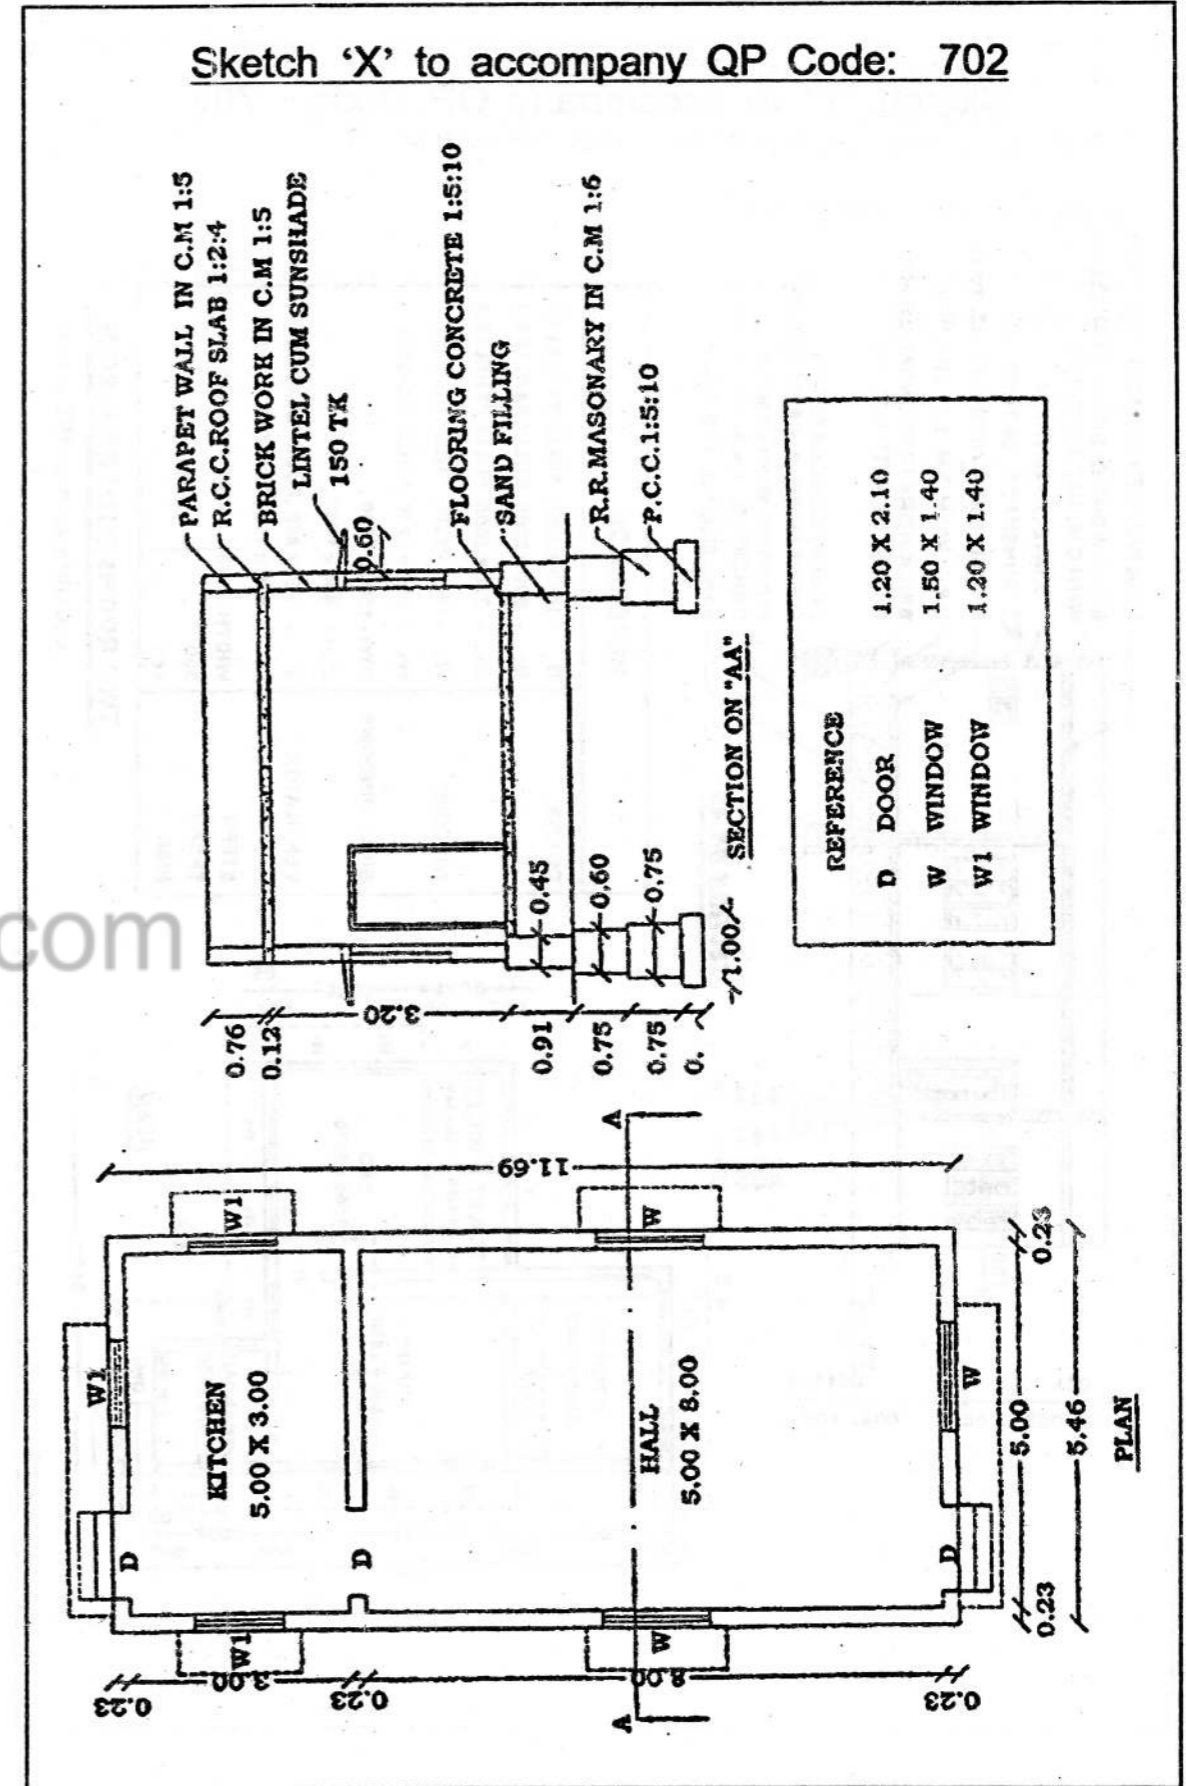 Sketch 'X' to accompany QP Code: 702
PARAPET WALL IN C.M 1:5
R.C.C.ROOF SLAB 1:2:4
BRICK WORK IN C.M 1:5
LINTEL CUM SUNSHADE
150 TK
0.60
FLOORING CONCRETE 1:5:10
SAND FILLING
R.R.MASONARY IN C.M 1:6
P.C.C.1:5:10
0.45
0.60
0.75
1.00
0.76
0.12
3.20
0.91
0.75
0.75
0.
SECTION ON "AA"
REFERENCE
D DOOR 1.20 X 2.10
W WINDOW 1.50 X 1.40
W1 WINDOW 1.20 X 1.40
com
11.69
A
W1
W
0.23
W1
KITCHEN
5.00 X 3.00
HALL
5.00 X 8.00
W
5.00
5.46
D
D
D
0.23
W1
W
0.23
3.00
0.23
8.00
0.23
A
PLAN